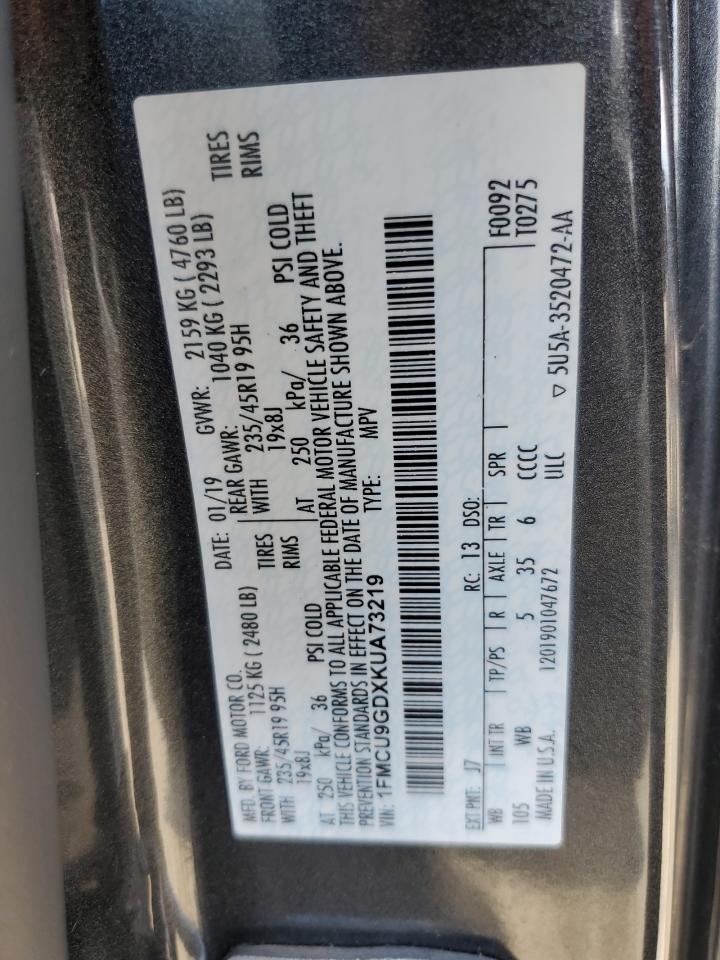 MFD. BY FORD MOTOR CO.
DATE: 01/19 GVWR: 2159 KG ( 4760 LB)
FRONT GAWR: 1125 KG ( 2480 LB) REAR GAWR: 1040 KG ( 2293 LB)
WITH 235/45R19 95H TIRES WITH 235/45R19 95H TIRES
19x8J RIMS 19x8J RIMS
AT 250 kPa/ 36 PSI COLD AT 250 kPa/ 36 PSI COLD
THIS VEHICLE CONFORMS TO ALL APPLICABLE FEDERAL MOTOR VEHICLE SAFETY AND THEFT
PREVENTION STANDARDS IN EFFECT ON THE DATE OF MANUFACTURE SHOWN ABOVE.
VIN: 1FMCU9GDXKUA73219 TYPE: MPV
EXT PNT: J7 RC: 13 DSO: F0092
WB INT TR TP/PS R AXLE TR SPR T0275
105 WB 5 35 6 CCCC
MADE IN U.S.A. 1201901047672 ULC ▽ 5U5A-3520472-AA